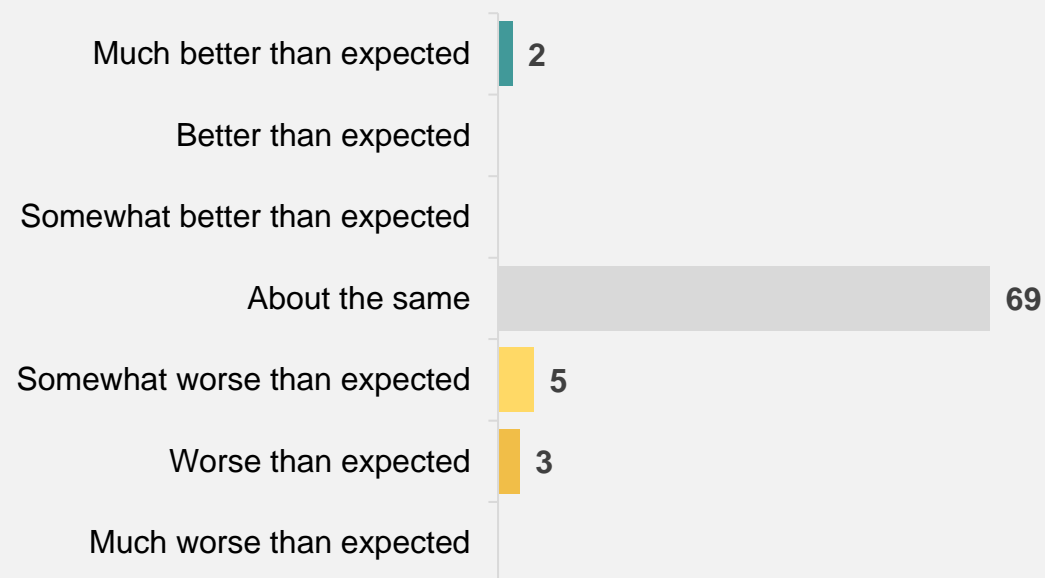 Much better than expected 2
Better than expected
Somewhat better than expected
About the same 69
Somewhat worse than expected 5
Worse than expected 3
Much worse than expected